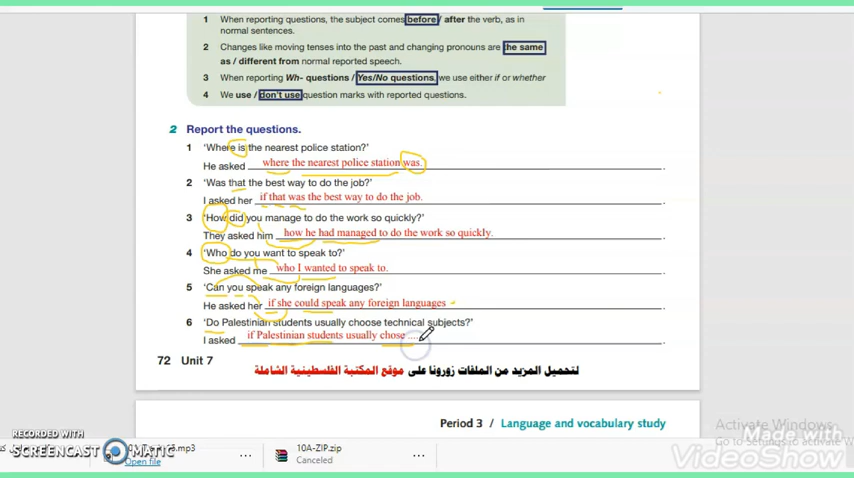 1 When reporting questions, the subject comes before / after the verb, as in
normal sentences.
2 Changes like moving tenses into the past and changing pronouns are the same
as / different from normal reported speech.
3 When reporting Wh- questions / Yes/No questions, we use either if or whether
4 We use / don't use question marks with reported questions.
2 Report the questions.
1 ‘Where is the nearest police station?’
He asked where the nearest police station was. .
2 ‘Was that the best way to do the job?’
I asked her if that was the best way to do the job. .
3 ‘How did you manage to do the work so quickly?’
They asked him how he had managed to do the work so quickly. .
4 ‘Who do you want to speak to?’
She asked me who I wanted to speak to. .
5 ‘Can you speak any foreign languages?’
He asked her if she could speak any foreign languages .
6 ‘Do Palestinian students usually choose technical subjects?’
I asked if Palestinian students usually chose .... .
72 Unit 7
لتحميل المزيد من الملفات زورونا على موقع المكتبة الفلسطينية الشاملة
Period 3 / Language and vocabulary study
Activate Windows
Go to Settings to activate W
Made with
VideoShow
RECORDED WITH
SCREENCAST MATIC
.mp3
Open file
10A-ZIP.zip
Canceled